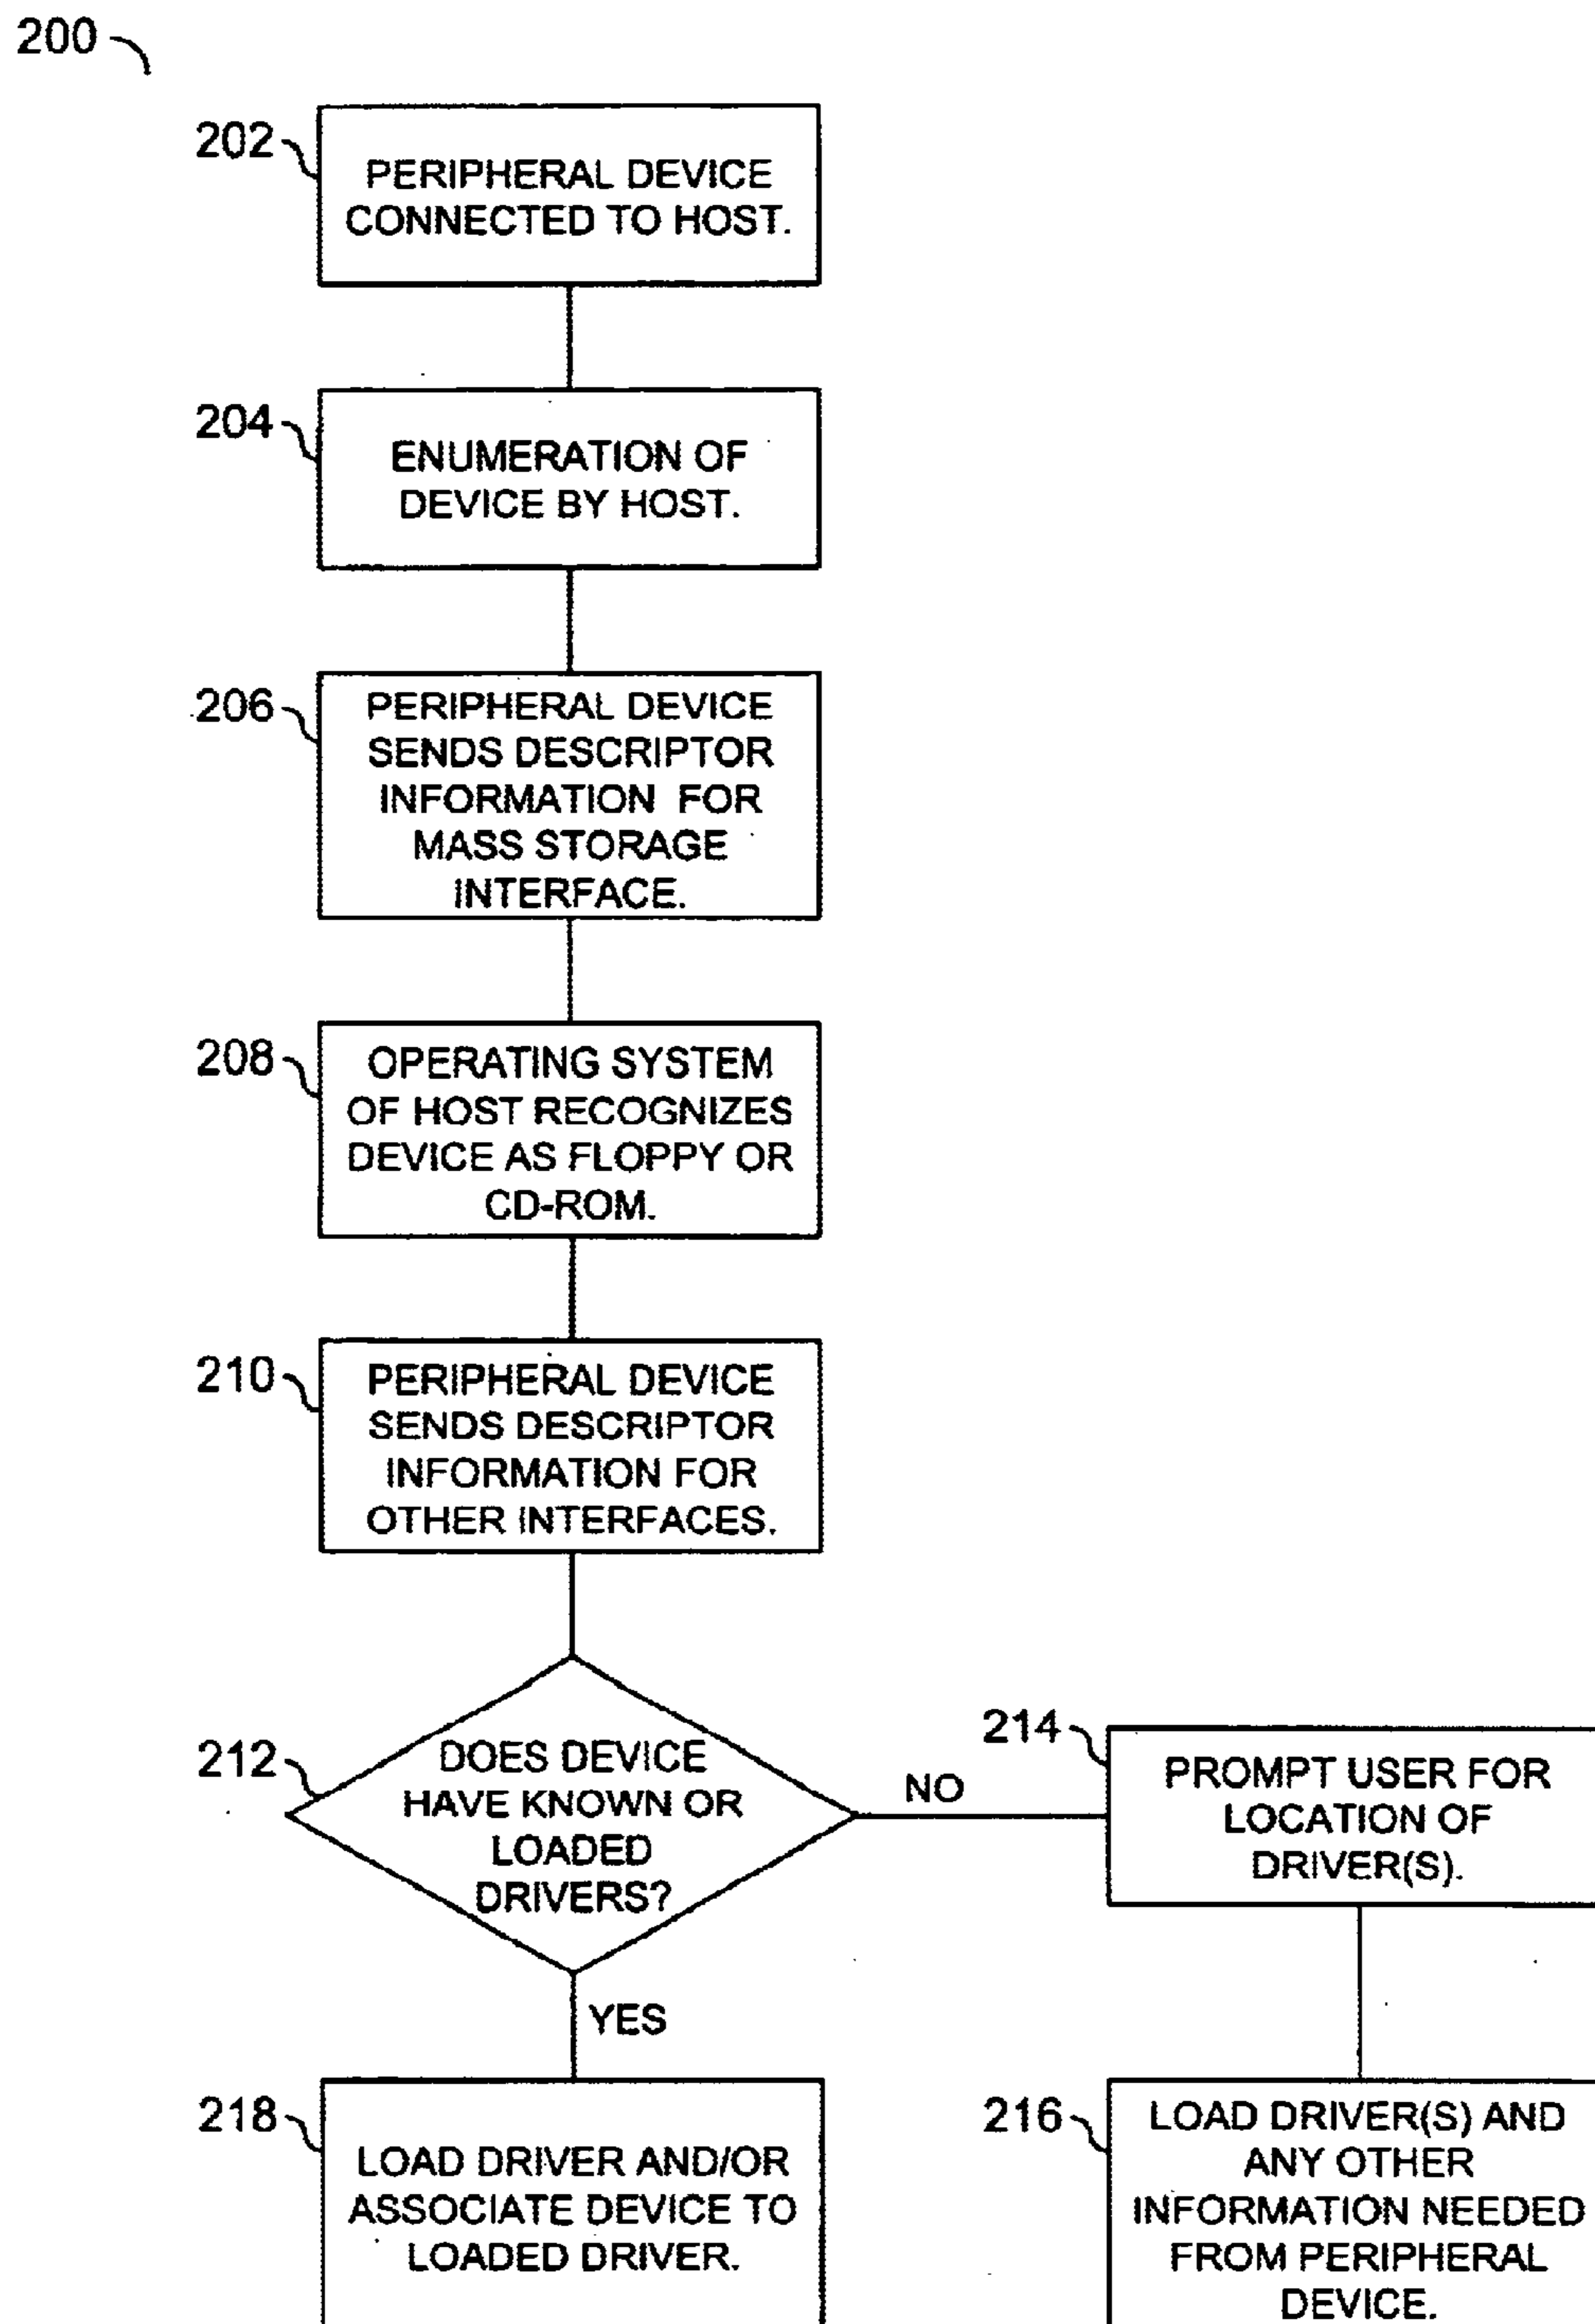 200
202
PERIPHERAL DEVICE
CONNECTED TO HOST.
204
ENUMERATION OF
DEVICE BY HOST.
206
PERIPHERAL DEVICE
SENDS DESCRIPTOR
INFORMATION FOR
MASS STORAGE
INTERFACE.
208
OPERATING SYSTEM
OF HOST RECOGNIZES
DEVICE AS FLOPPY OR
CD-ROM.
210
PERIPHERAL DEVICE
SENDS DESCRIPTOR
INFORMATION FOR
OTHER INTERFACES.
212
DOES DEVICE
HAVE KNOWN OR
LOADED
DRIVERS?
NO
214
PROMPT USER FOR
LOCATION OF
DRIVER(S).
YES
218
LOAD DRIVER AND/OR
ASSOCIATE DEVICE TO
LOADED DRIVER.
216
LOAD DRIVER(S) AND
ANY OTHER
INFORMATION NEEDED
FROM PERIPHERAL
DEVICE.